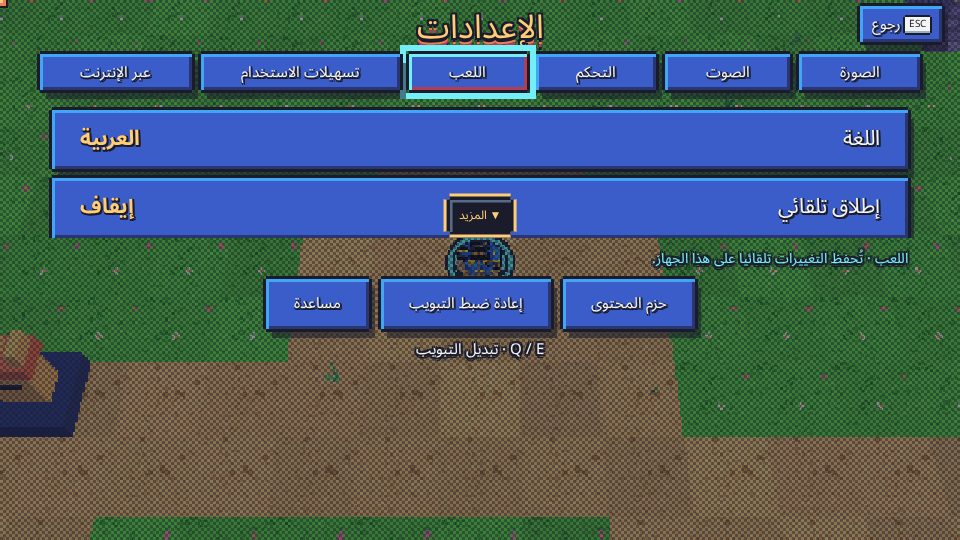 الإعدادات
رجوع ESC
الصورة
الصوت
التحكم
اللعب
تسهيلات الاستخدام
عبر الإنترنت
اللغة
العربية
إطلاق تلقائي
إيقاف
المزيد ▼
اللعب · تُحفظ التغييرات تلقائيا على هذا الجهاز.
حزم المحتوى
إعادة ضبط التبويب
مساعدة
Q / E · تبديل التبويب